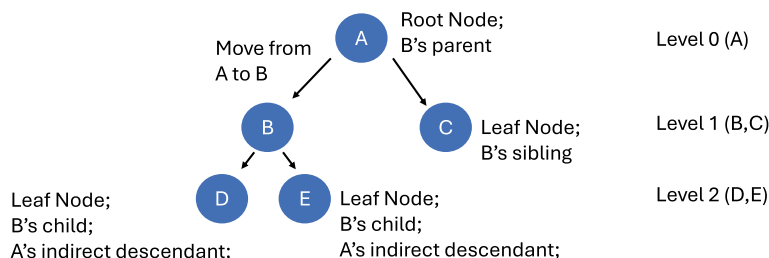 A
Root Node;
B's parent
Level 0 (A)
Move from
A to B
B
C
Leaf Node;
B's sibling
Level 1 (B,C)
D
E
Level 2 (D,E)
Leaf Node;
B's child;
A's indirect descendant;
Leaf Node;
B's child;
A's indirect descendant;